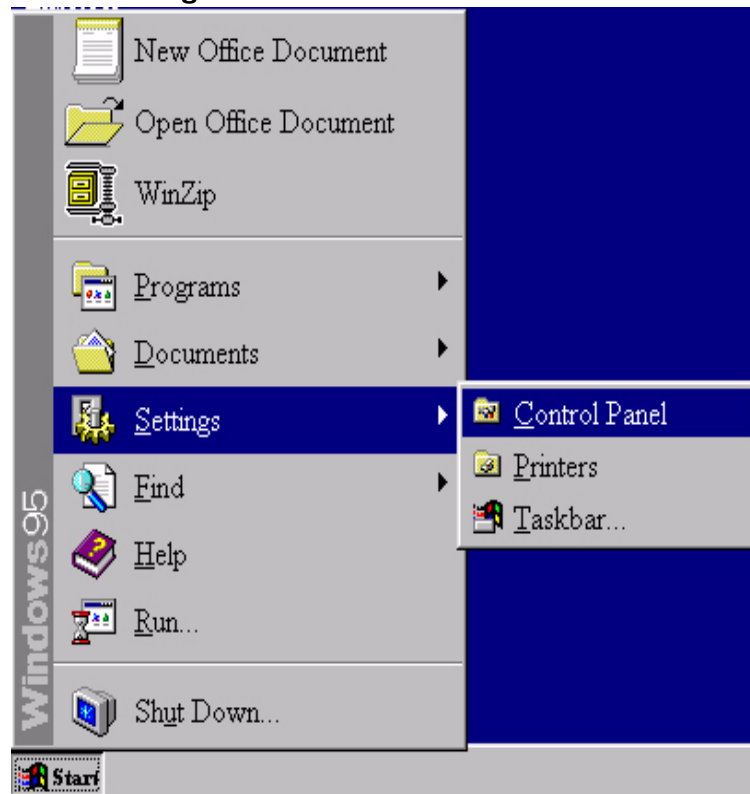 New Office Document
Open Office Document
WinZip
Programs
Documents
Settings
Control Panel
Printers
Taskbar...
Find
Help
Run...
Shut Down...
Windows95
Start